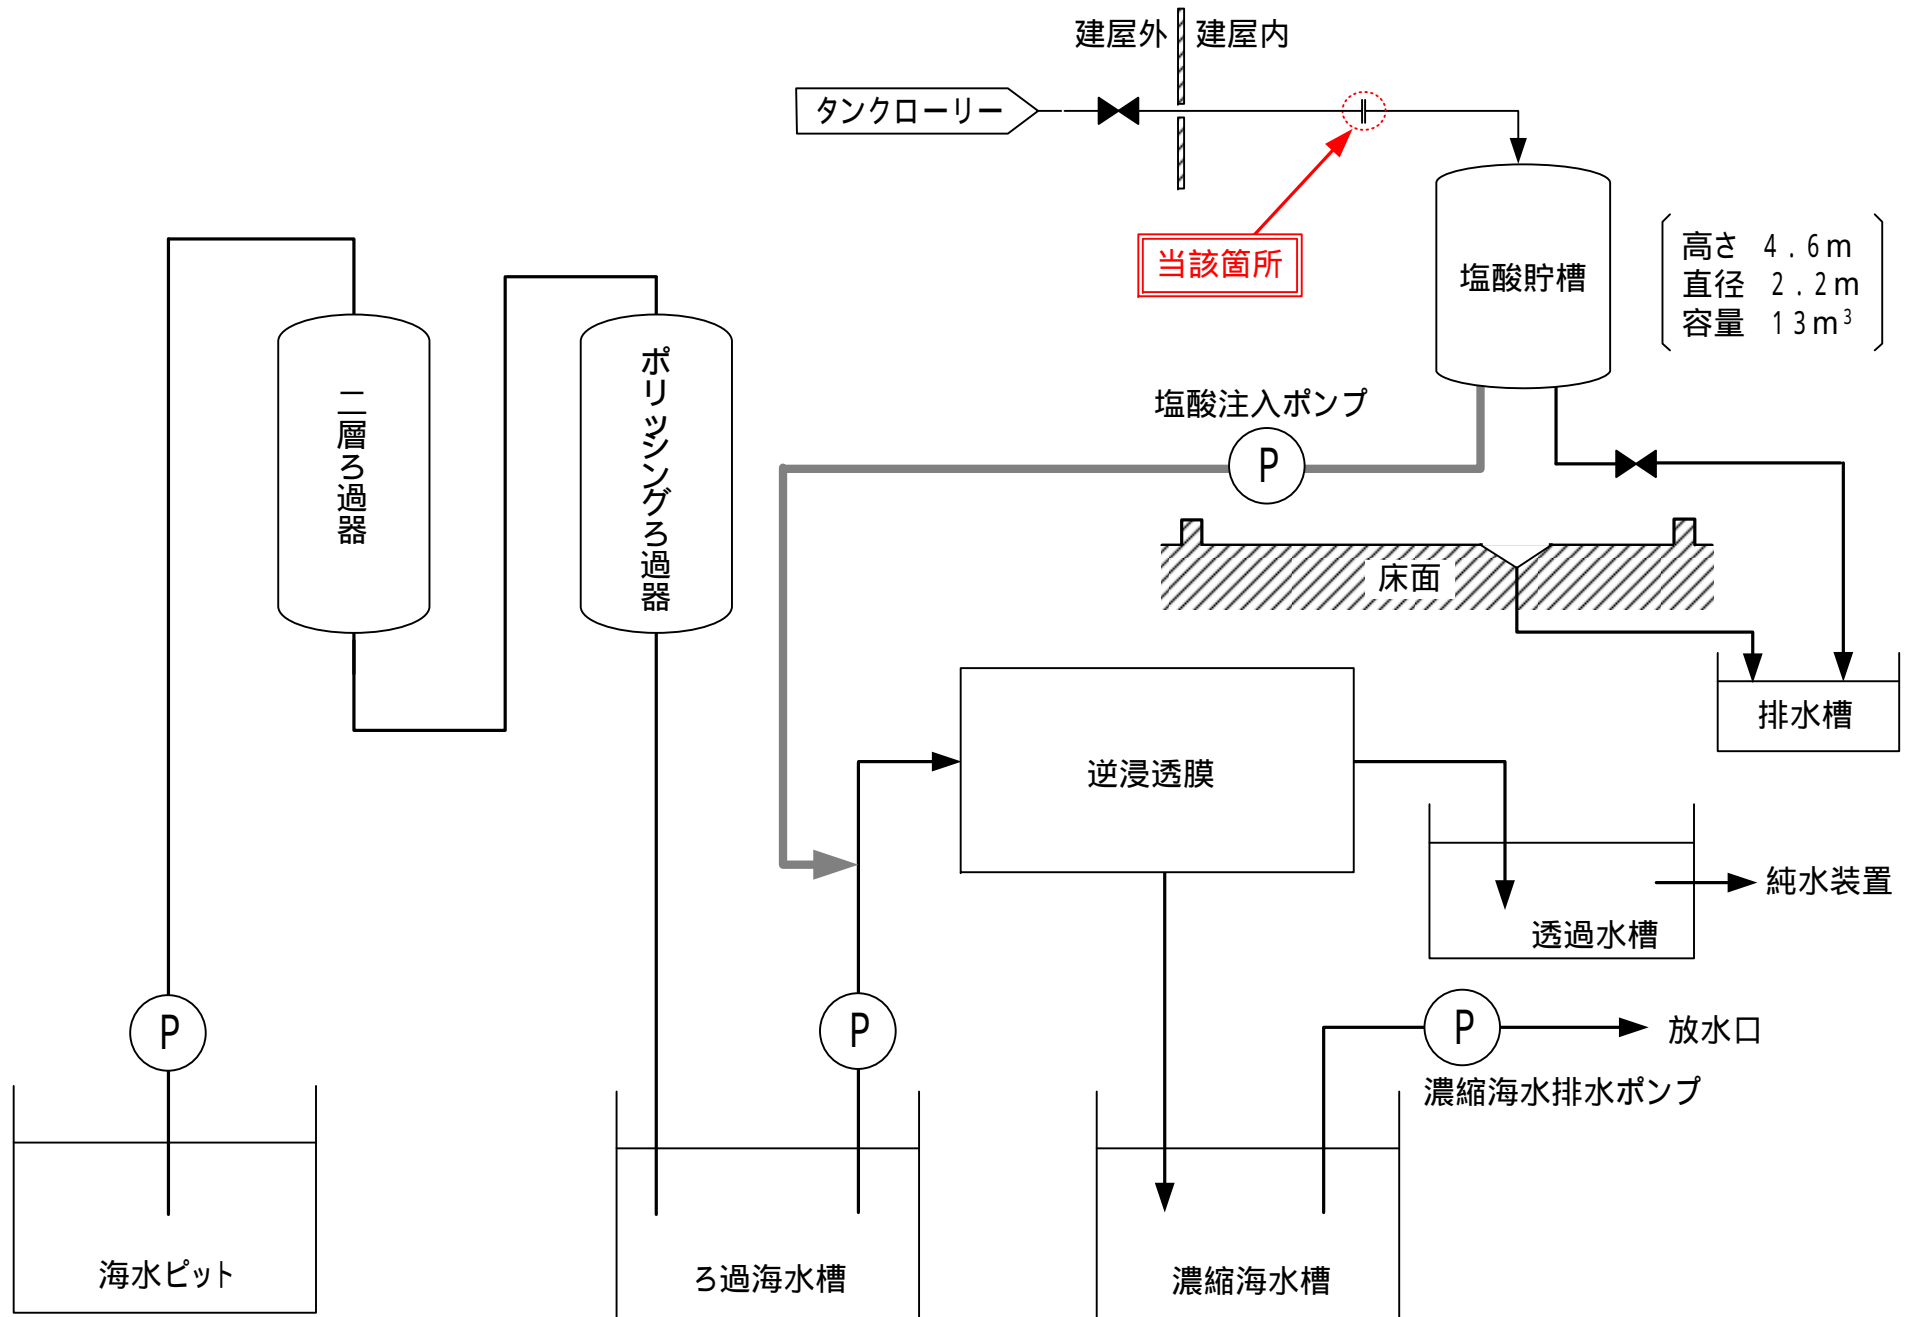 建屋外
建屋内
タンクローリー
当該箇所
塩酸貯槽
高さ 4.6m
直径 2.2m
容量 13m³
二層ろ過器
ポリッシングろ過器
塩酸注入ポンプ
P
床面
排水槽
逆浸透膜
透過水槽
純水装置
P
P
P
放水口
濃縮海水排水ポンプ
海水ピット
ろ過海水槽
濃縮海水槽